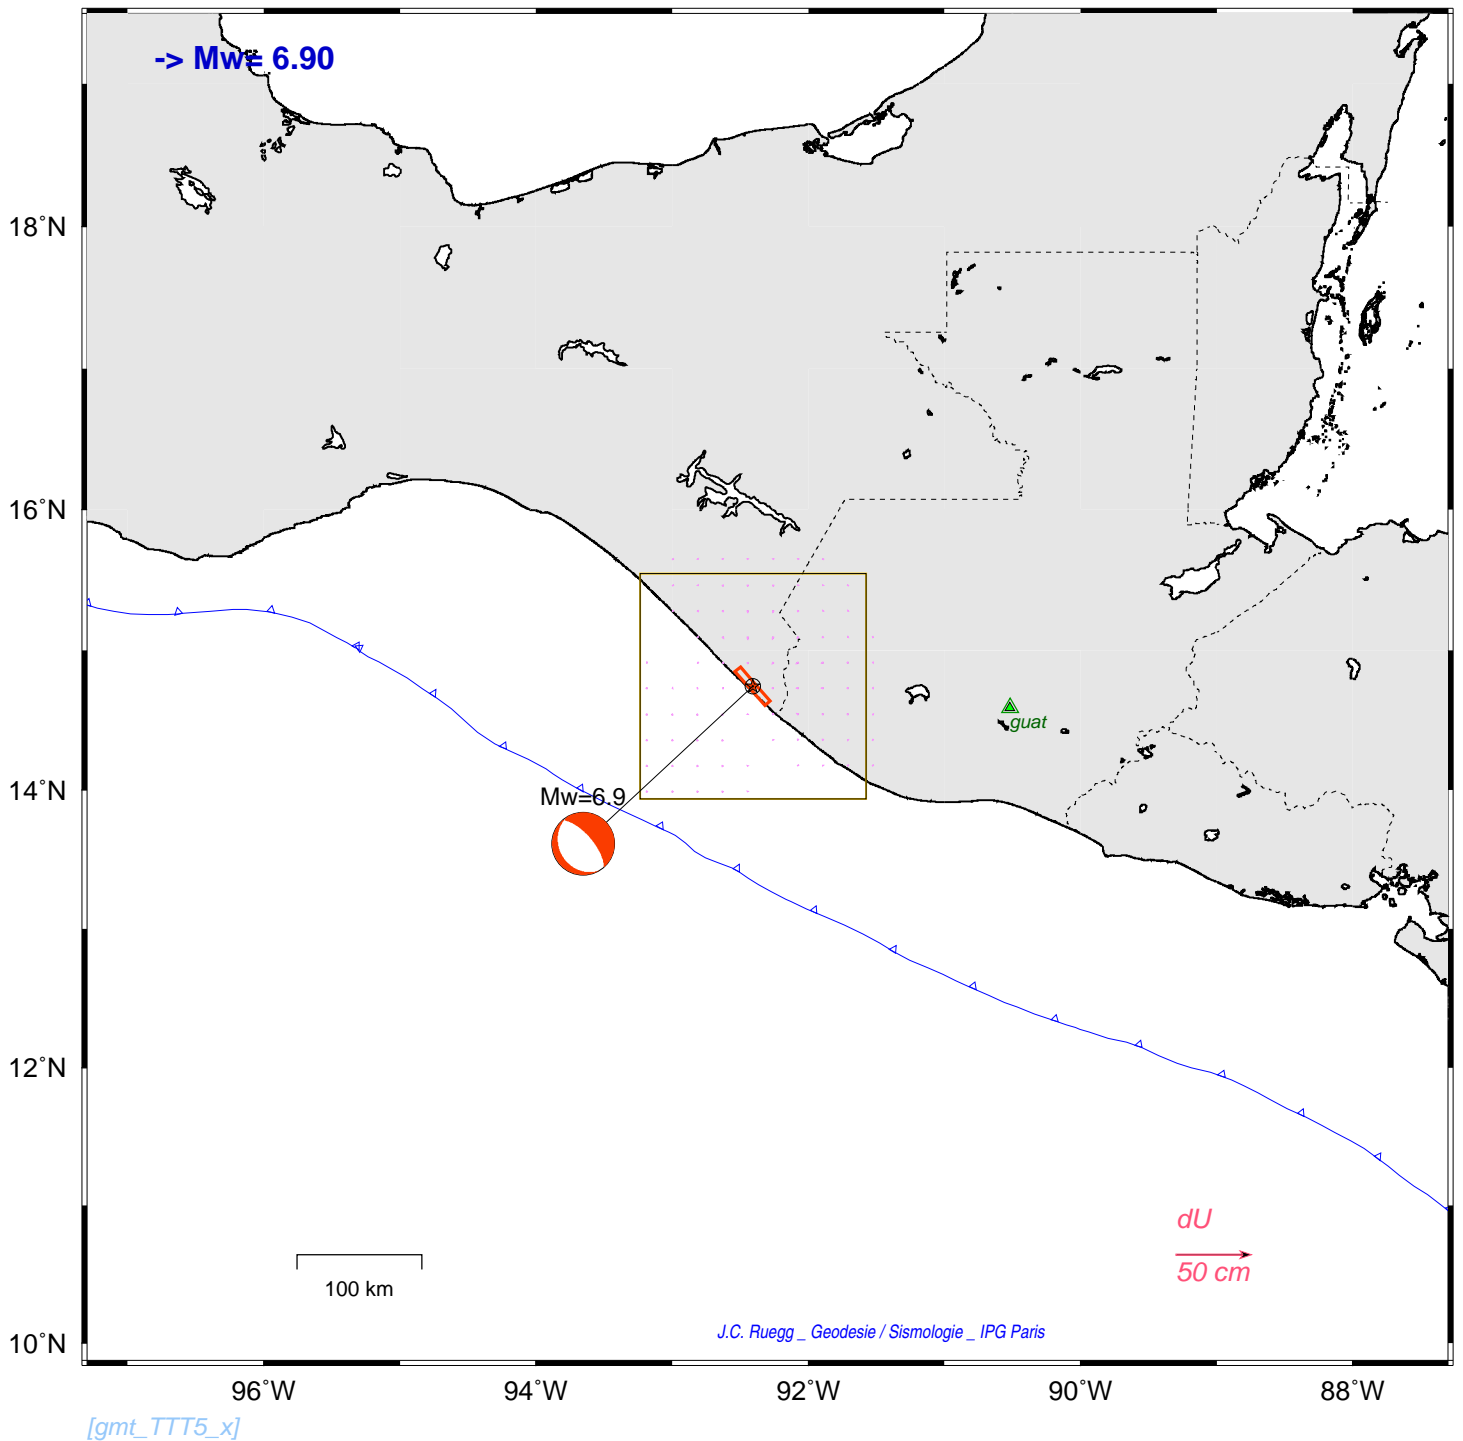 -> Mw= 6.90
18°N
16°N
14°N
12°N
10°N
Mw=6.9
guat
dU
50 cm
100 km
J.C. Ruegg _ Geodesie / Sismologie _ IPG Paris
96°W
94°W
92°W
90°W
88°W
[gmt_TTT5_x]